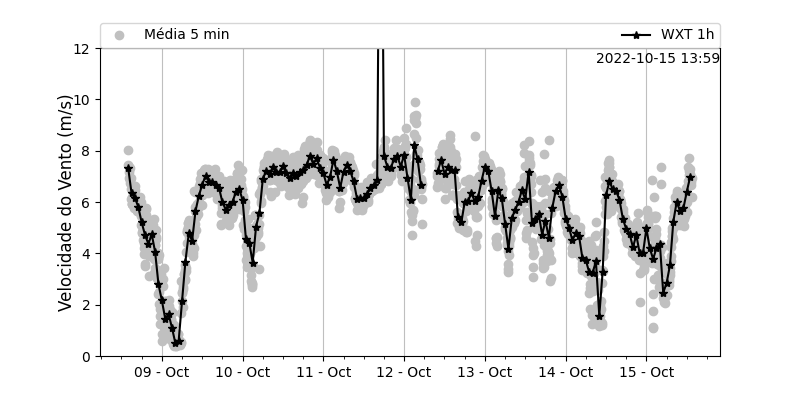 Média 5 min
WXT 1h
2022-10-15 13:59
Velocidade do Vento (m/s)
12
10
8
6
4
2
0
09 - Oct
10 - Oct
11 - Oct
12 - Oct
13 - Oct
14 - Oct
15 - Oct